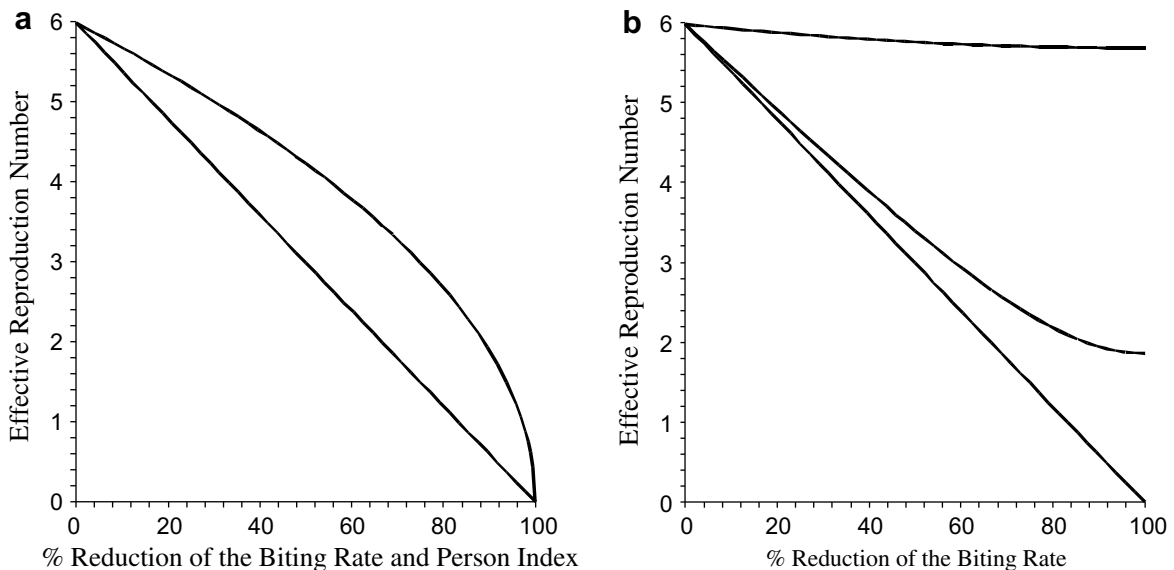 a
Effective Reproduction Number
6
5
4
3
2
1
0
0 20 40 60 80 100
% Reduction of the Biting Rate and Person Index
b
Effective Reproduction Number
6
5
4
3
2
1
0
0 20 40 60 80 100
% Reduction of the Biting Rate